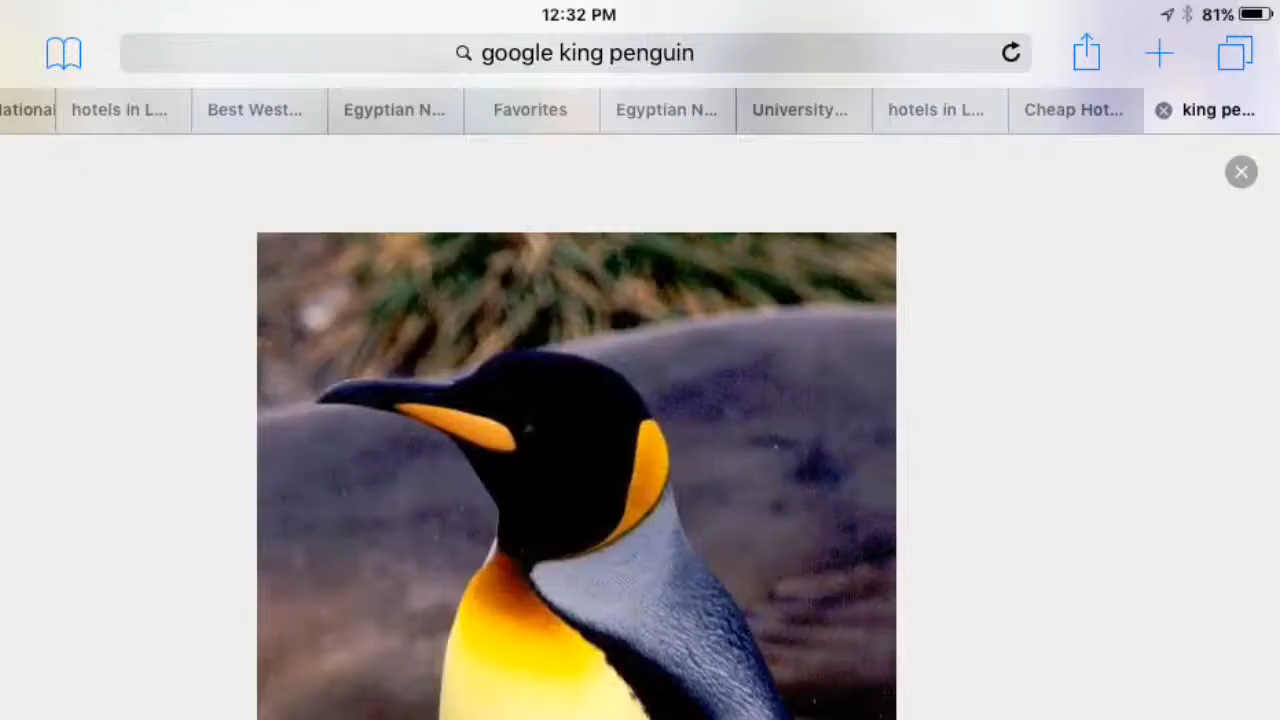 12:32 PM
81%
google king penguin
lational
hotels in L...
Best West...
Egyptian N...
Favorites
Egyptian N...
University...
hotels in L...
Cheap Hot...
king pe...